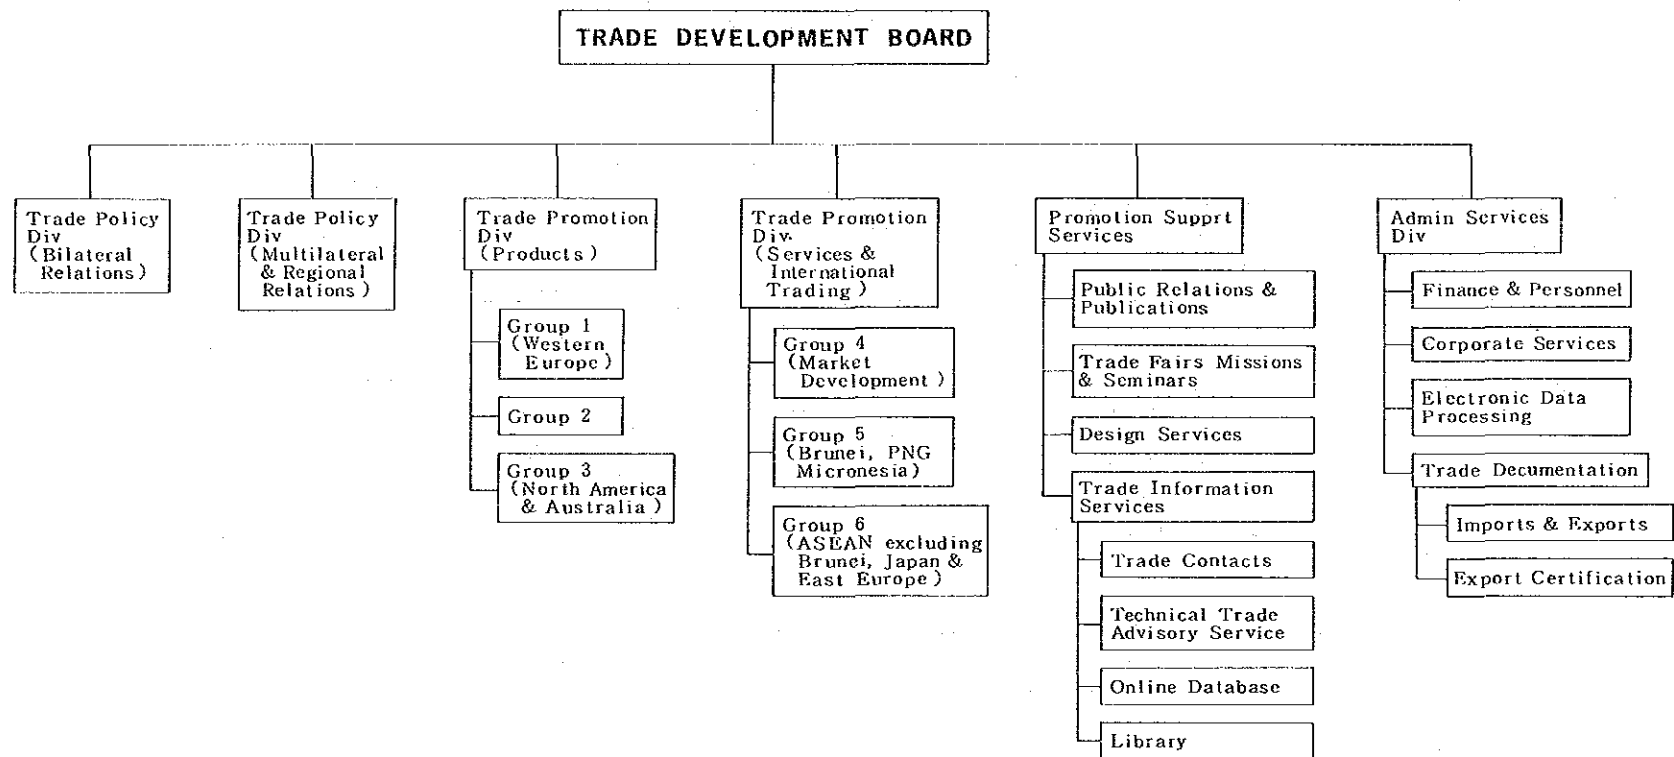 TRADE DEVELOPMENT BOARD
Trade Policy
Div
(Bilateral
Relations)
Trade Policy
Div
(Multilateral
& Regional
Relations)
Trade Promotion
Div
(Products)
Group 1
(Western
Europe)
Group 2
Group 3
(North America
& Australia)
Trade Promotion
Div.
(Services &
International
Trading)
Group 4
(Market
Development)
Group 5
(Brunei, PNG
Micronesia)
Group 6
(ASEAN excluding
Brunei, Japan &
East Europe)
Promotion Supprt
Services
Public Relations &
Publications
Trade Fairs Missions
& Seminars
Design Services
Trade Information
Services
Trade Contacts
Technical Trade
Advisory Service
Online Database
Library
Admin Services
Div
Finance & Personnel
Corporate Services
Electronic Data
Processing
Trade Decumentation
Imports & Exports
Export Certification